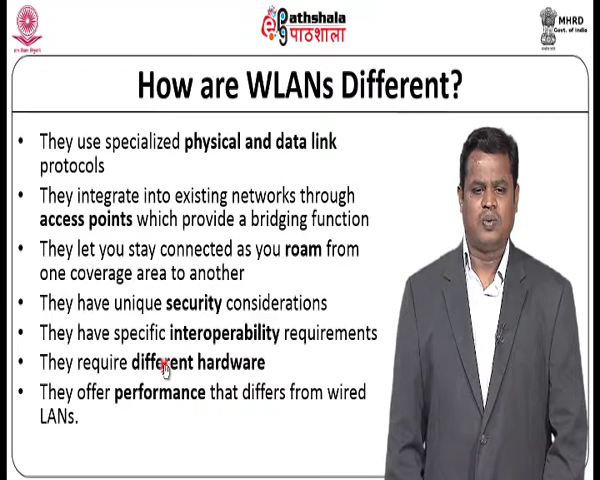 Pathshala
पाठशाला
MHRD
Govt. of India
How are WLANs Different?
• They use specialized physical and data link
protocols
• They integrate into existing networks through
access points which provide a bridging function
• They let you stay connected as you roam from
one coverage area to another
• They have unique security considerations
• They have specific interoperability requirements
• They require different hardware
• They offer performance that differs from wired
LANs.